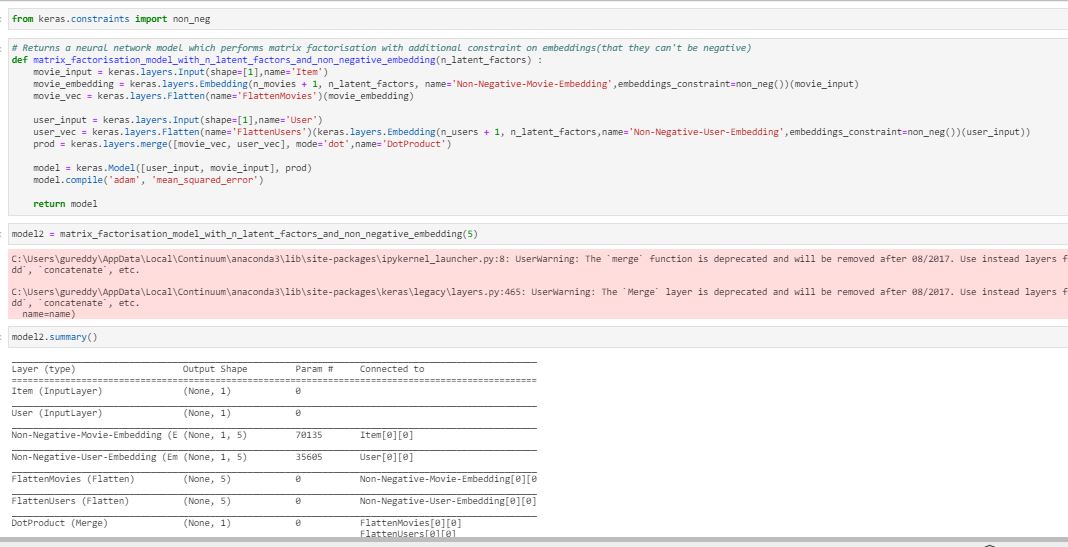 from keras.constraints import non_neg
# Returns a neural network model which performs matrix factorisation with additional constraint on embeddings(that they can't be negative)
def matrix_factorisation_model_with_n_latent_factors_and_non_negative_embedding(n_latent_factors) :
movie_input = keras.layers.Input(shape=[1],name='Item')
movie_embedding = keras.layers.Embedding(n_movies + 1, n_latent_factors, name='Non-Negative-Movie-Embedding',embeddings_constraint=non_neg())(movie_input)
movie_vec = keras.layers.Flatten(name='FlattenMovies')(movie_embedding)
user_input = keras.layers.Input(shape=[1],name='User')
user_vec = keras.layers.Flatten(name='FlattenUsers')(keras.layers.Embedding(n_users + 1, n_latent_factors,name='Non-Negative-User-Embedding',embeddings_constraint=non_neg())(user_input))
prod = keras.layers.merge([movie_vec, user_vec], mode='dot',name='DotProduct')
model = keras.Model([user_input, movie_input], prod)
model.compile('adam', 'mean_squared_error')
return model
model2 = matrix_factorisation_model_with_n_latent_factors_and_non_negative_embedding(5)
C:\Users\gureddy\AppData\Local\Continuum\anaconda3\lib\site-packages\ipykernel_launcher.py:8: UserWarning: The `merge` function is deprecated and will be removed after 08/2017. Use instead layers f
dd`, `concatenate`, etc.
C:\Users\gureddy\AppData\Local\Continuum\anaconda3\lib\site-packages\keras\legacy\layers.py:465: UserWarning: The `Merge` layer is deprecated and will be removed after 08/2017. Use instead layers f
dd`, `concatenate`, etc.
name=name)
model2.summary()
Layer (type) Output Shape Param # Connected to
Item (InputLayer) (None, 1) 0
User (InputLayer) (None, 1) 0
Non-Negative-Movie-Embedding (E (None, 1, 5) 70135 Item[0][0]
Non-Negative-User-Embedding (Em (None, 1, 5) 35605 User[0][0]
FlattenMovies (Flatten) (None, 5) 0 Non-Negative-Movie-Embedding[0][0
FlattenUsers (Flatten) (None, 5) 0 Non-Negative-User-Embedding[0][0]
DotProduct (Merge) (None, 1) 0 FlattenMovies[0][0]
FlattenUsers[0][0]